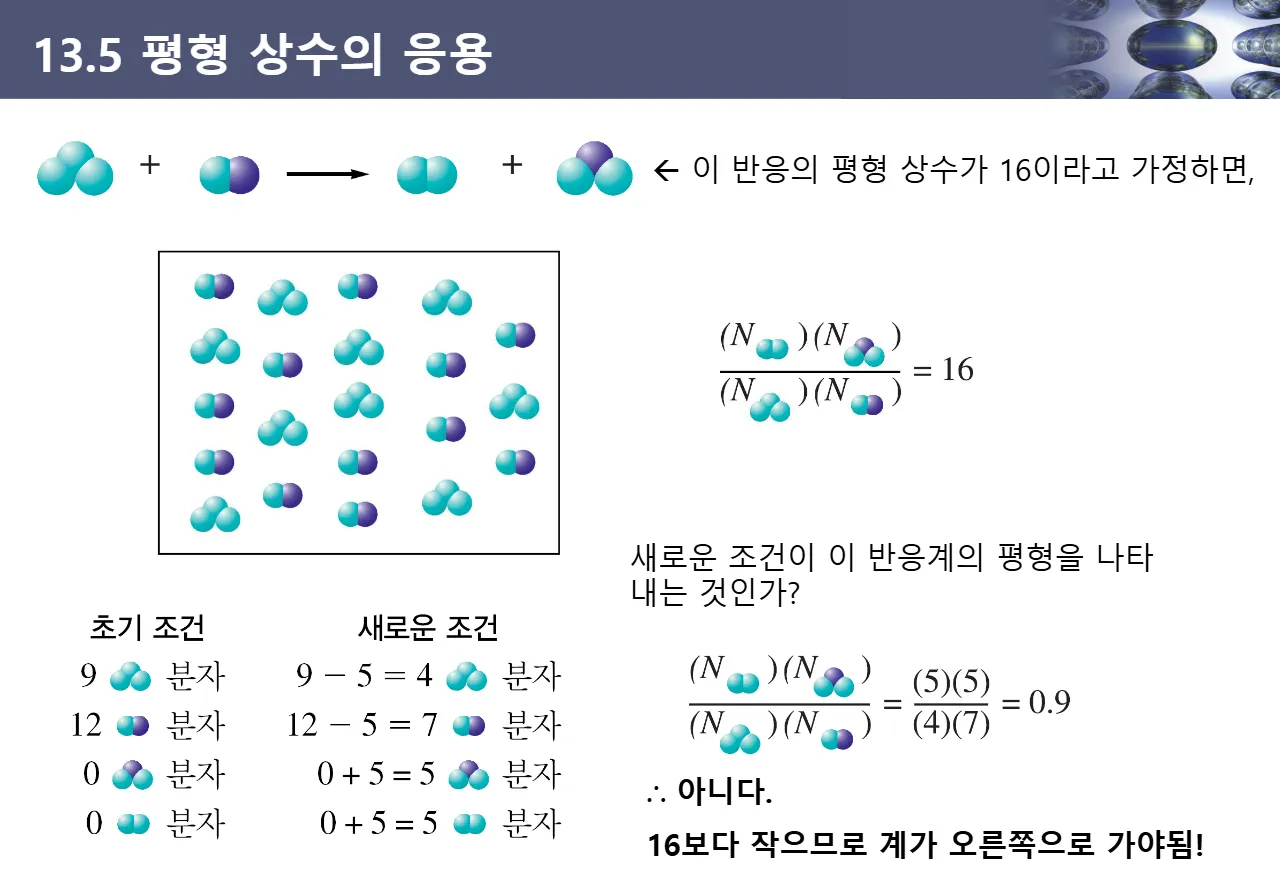 13.5 평형 상수의 응용
+ + ← 이 반응의 평형 상수가 16이라고 가정하면,
(N )(N )
= 16
(N )(N )
새로운 조건이 이 반응계의 평형을 나타
내는 것인가?
초기 조건 새로운 조건
9 분자 9 − 5 = 4 분자
12 분자 12 − 5 = 7 분자
0 분자 0 + 5 = 5 분자
0 분자 0 + 5 = 5 분자
(N )(N ) (5)(5)
= = 0.9
(N )(N ) (4)(7)
∴ 아니다.
16보다 작으므로 계가 오른쪽으로 가야됨!